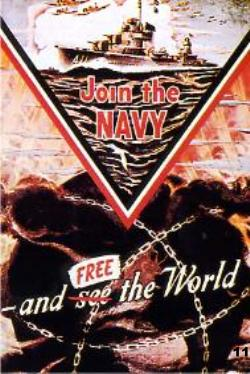 Join the
NAVY
FREE
-and see the World
11